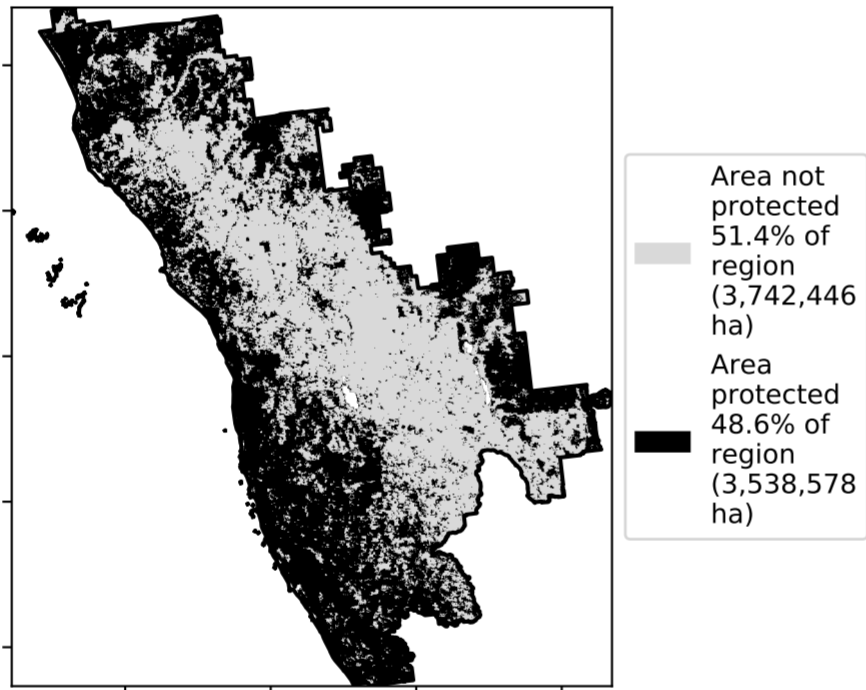 Area not
protected
51.4% of
region
(3,742,446
ha)
Area
protected
48.6% of
region
(3,538,578
ha)